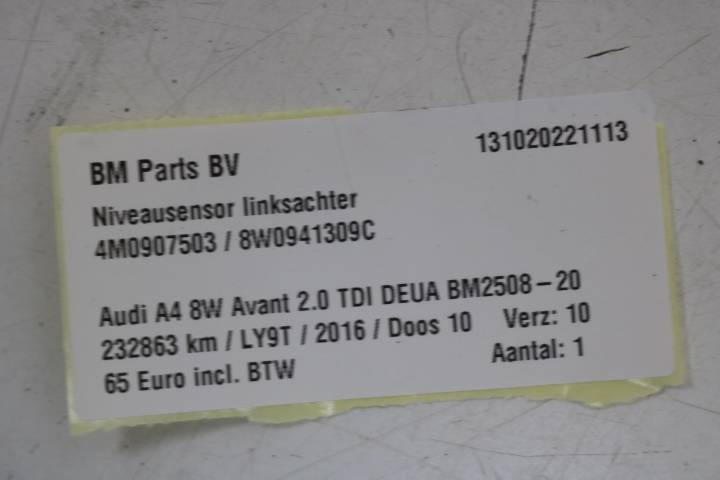 BM Parts BV 131020221113
Niveausensor linksachter
4M0907503 / 8W0941309C
Audi A4 8W Avant 2.0 TDI DEUA BM2508-20
232863 km / LY9T / 2016 / Doos 10 Verz: 10
65 Euro incl. BTW Aantal: 1